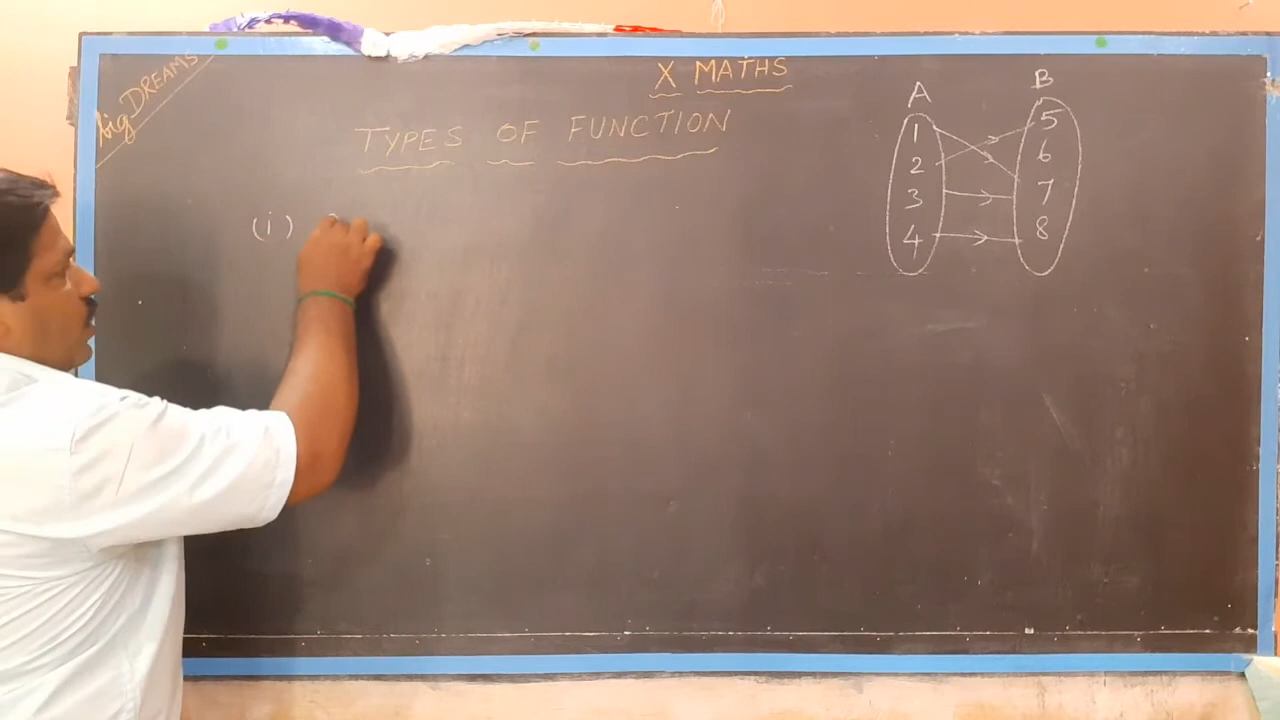 big DREAMS
X MATHS
TYPES OF FUNCTION
A B
1 5
2 6
3 7
4 8
(i)